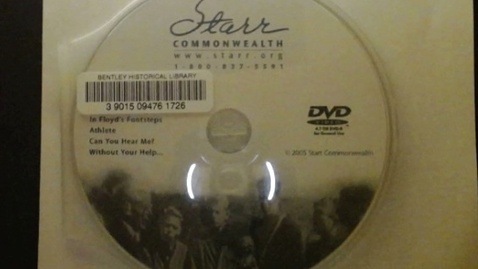 Starr
COMMONWEALTH
www.starr.org
BENTLEY HISTORICAL LIBRARY
3 9015 09476 1726
In Floyd's Footsteps
Athlete
Can You Hear Me?
Without Your Help...
DVD
© 2005 Starr Commonwealth